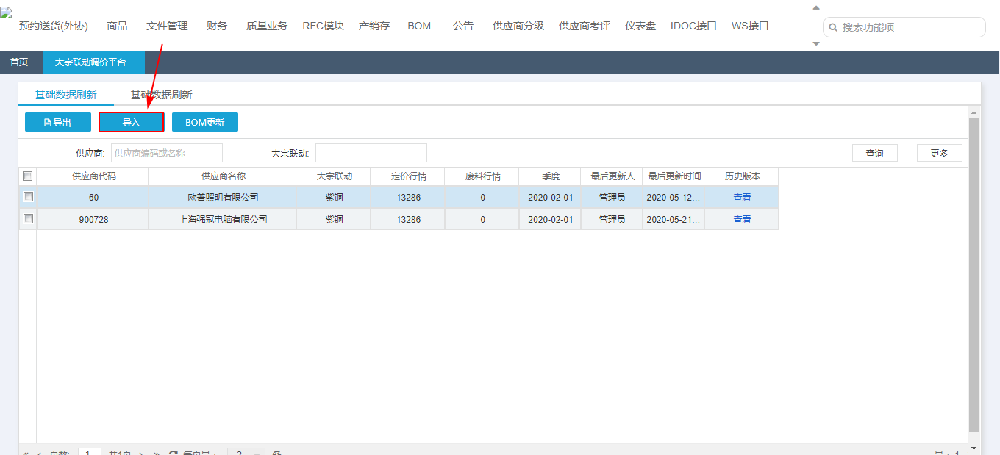 预约送货(外协) 商品 文件管理 财务 质量业务 RFC模块 产销存 BOM 公告 供应商分级 供应商考评 仪表盘 IDOC接口 WS接口 搜索功能项
首页 大宗联动调价平台
基础数据刷新 基础数据刷新
导出 导入 BOM更新
供应商: 供应商编码或名称 大宗联动: 查询 更多
供应商代码 供应商名称 大宗联动 定价行情 废料行情 季度 最后更新人 最后更新时间 历史版本
60 欧普照明有限公司 紫铜 13286 0 2020-02-01 管理员 2020-05-12... 查看
900728 上海强冠电脑有限公司 紫铜 13286 0 2020-02-01 管理员 2020-05-21... 查看
页数: 1 共1页 每页显示 2 条 显示 1